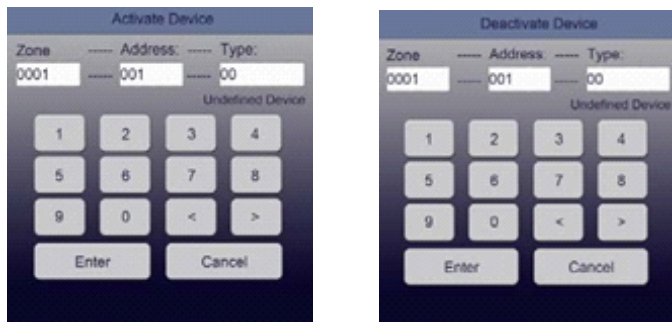 Activate Device
Zone ----- Address: ----- Type:
0001 ----- 001 ----- 00
Undefined Device
1 2 3 4
5 6 7 8
9 0 < >
Enter Cancel
Deactivate Device
Zone ----- Address: ----- Type:
0001 ----- 001 ----- 00
Undefined Device
1 2 3 4
5 6 7 8
9 0 < >
Enter Cancel